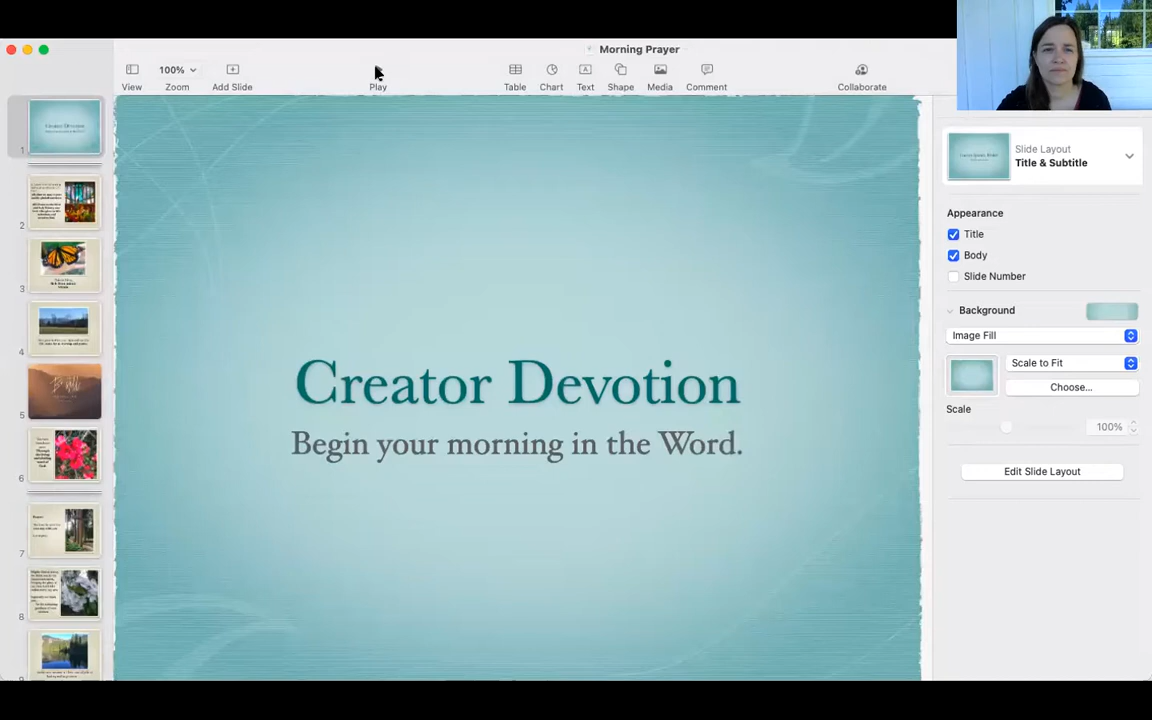 Morning Prayer
100%
View
Zoom
Add Slide
Play
Table
Chart
Text
Shape
Media
Comment
Collaborate
1
Creator Devotion
2
3
4
5
6
7
8
Creator Devotion
Begin your morning in the Word.
Slide Layout
Title & Subtitle
Appearance
Title
Body
Slide Number
Background
Image Fill
Scale to Fit
Choose...
Scale
100%
Edit Slide Layout